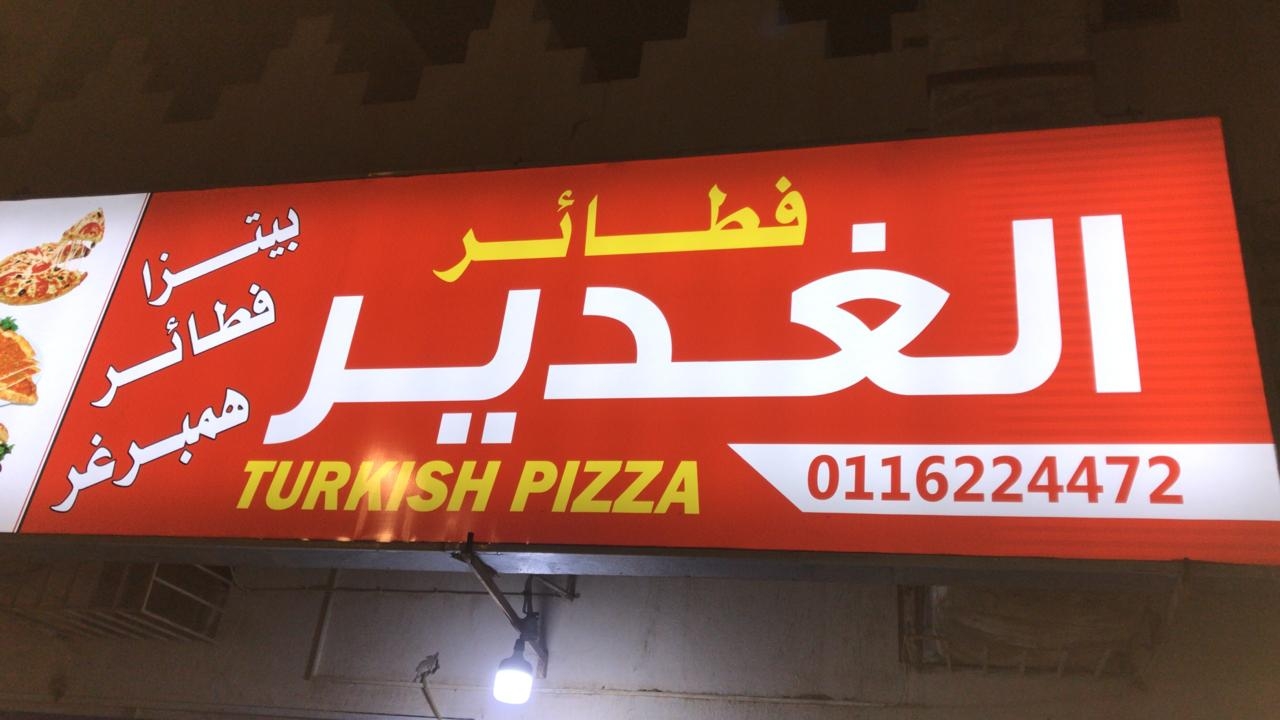 فطائر
الغدير
TURKISH PIZZA
0116224472
بيتزا
فطائر
همبرغر